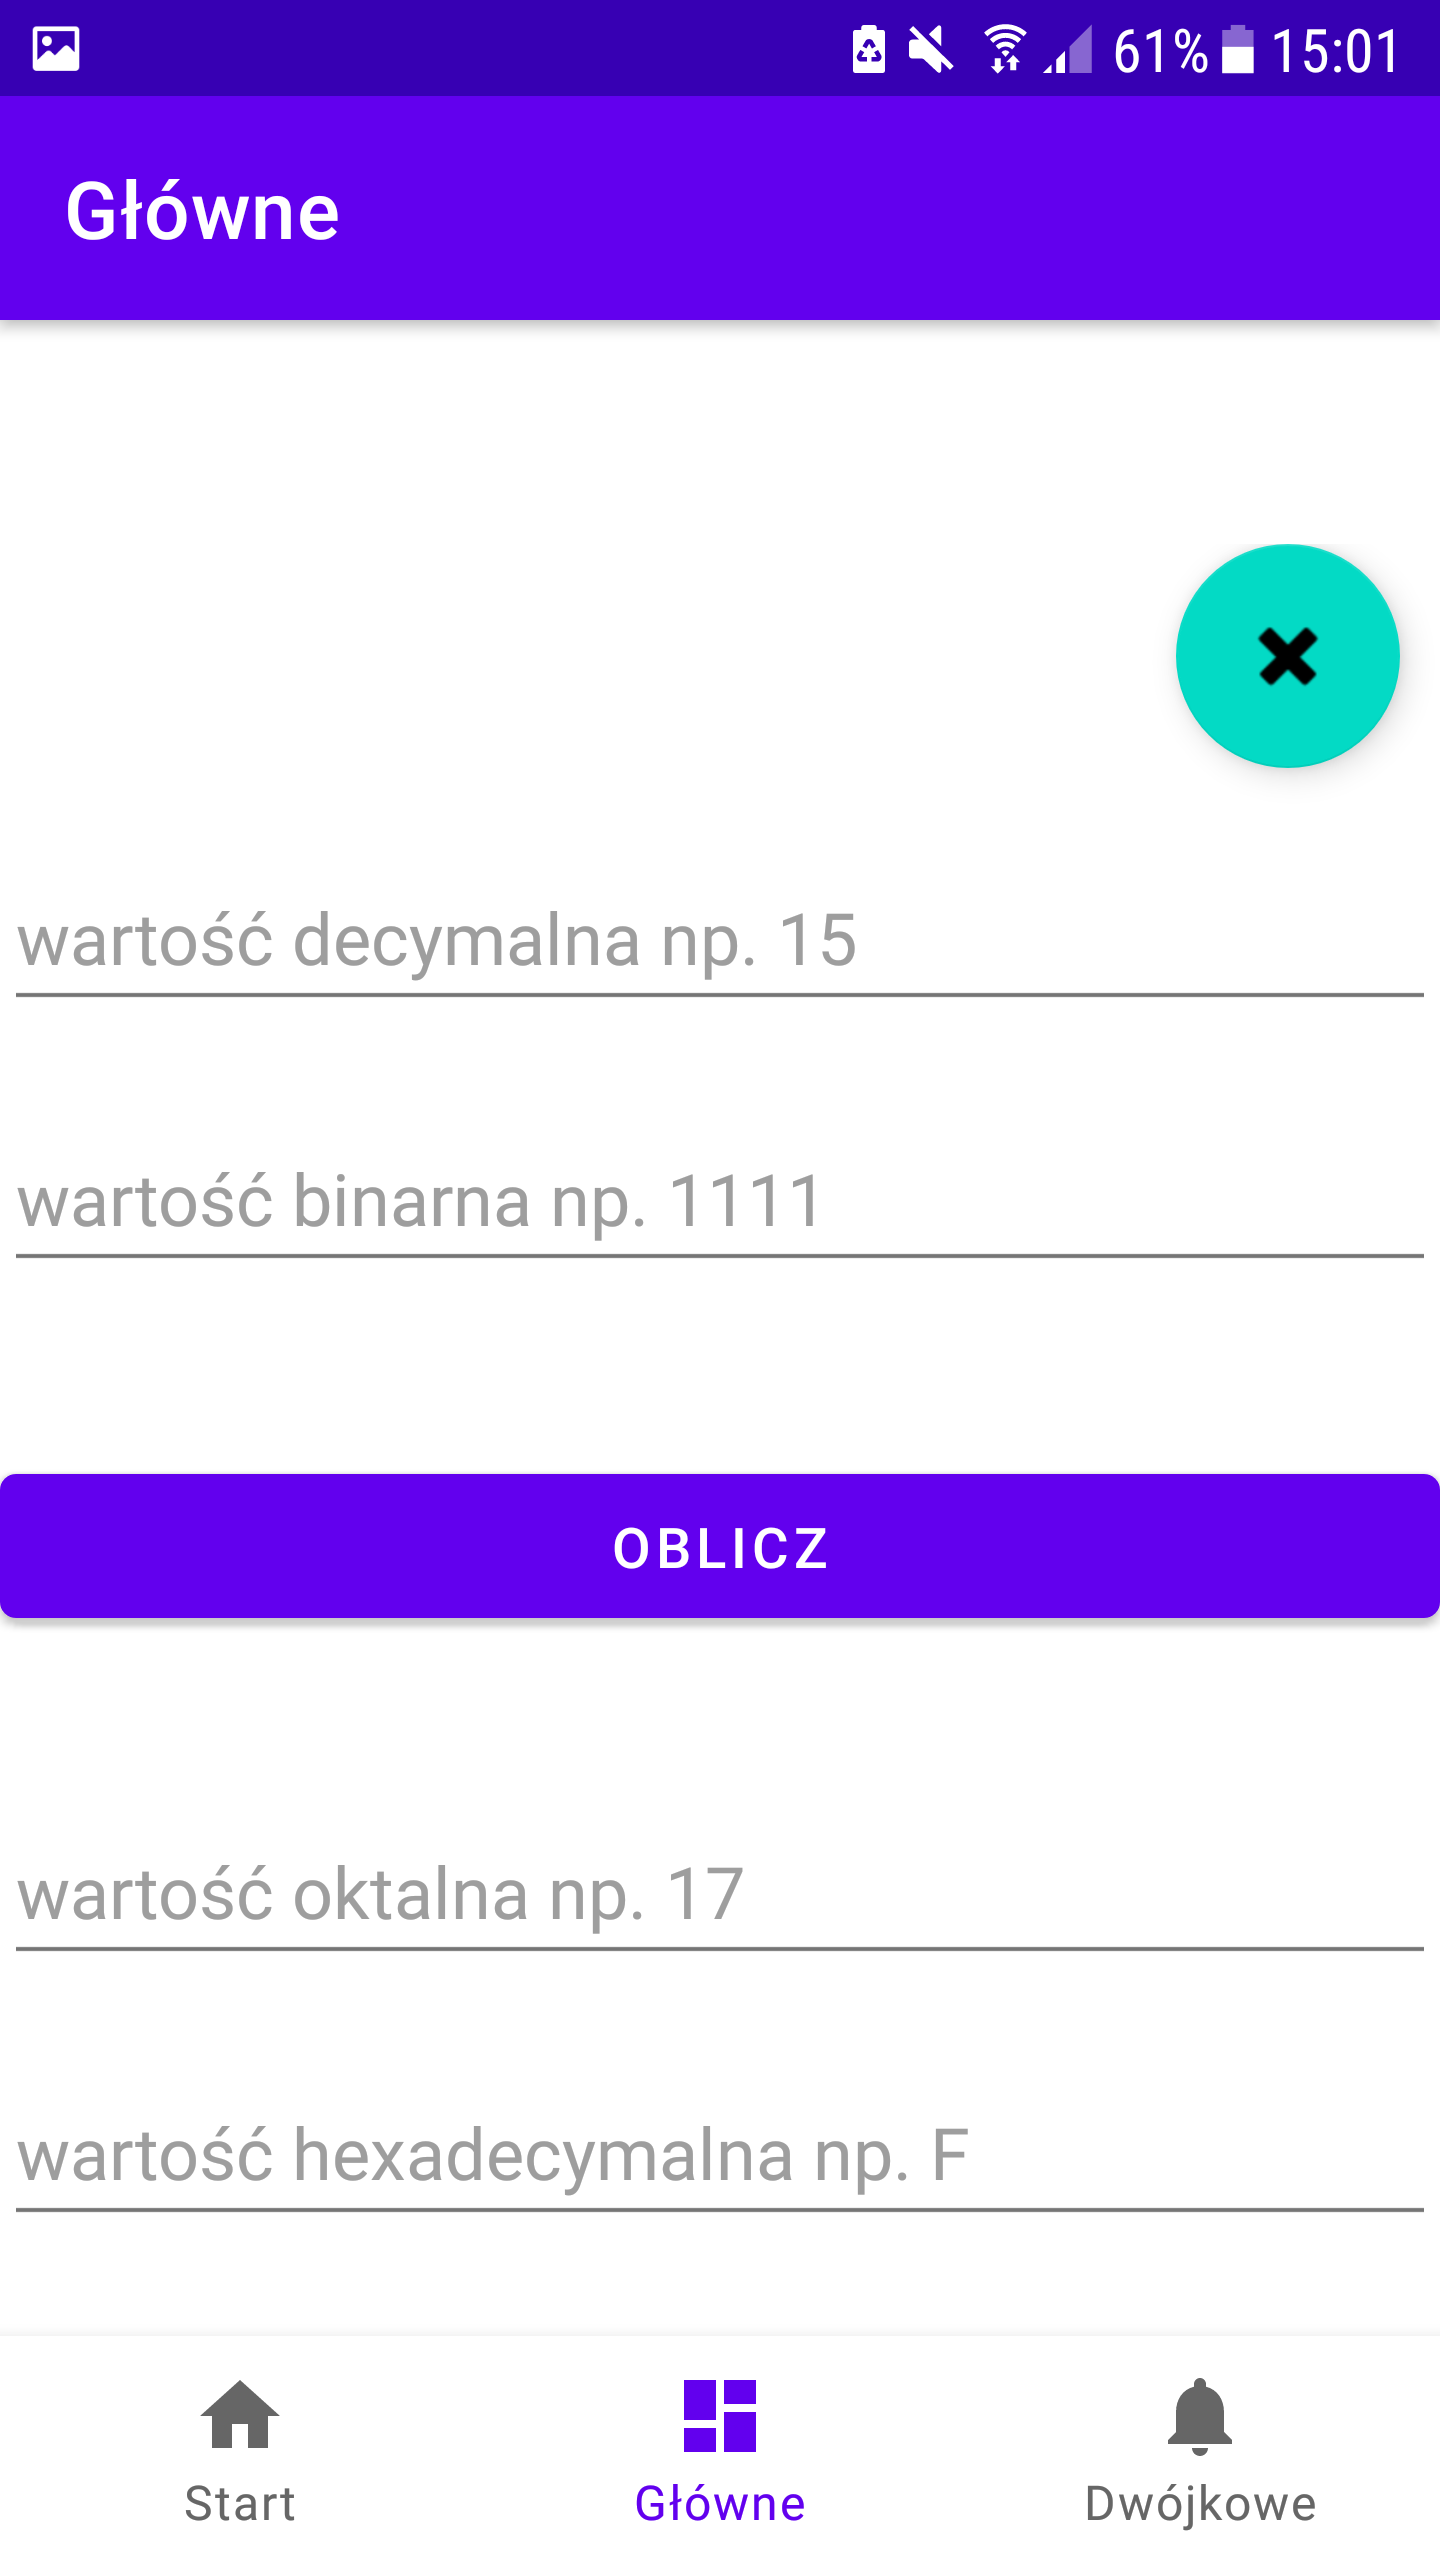 61% 15:01
Główne
wartość decymalna np. 15
wartość binarna np. 1111
OBLICZ
wartość oktalna np. 17
wartość hexadecymalna np. F
Start Główne Dwójkowe